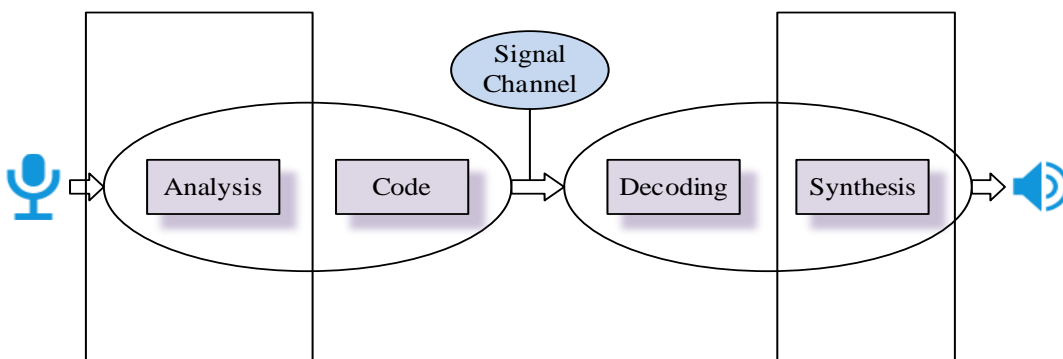 Signal
Channel
Analysis
Code
Decoding
Synthesis